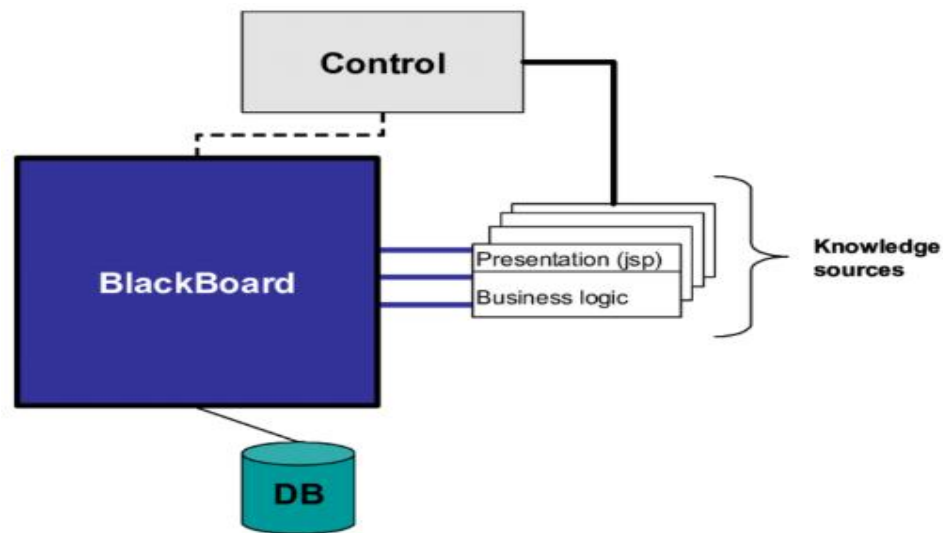 Control
BlackBoard
Presentation (jsp)
Business logic
Knowledge
sources
DB